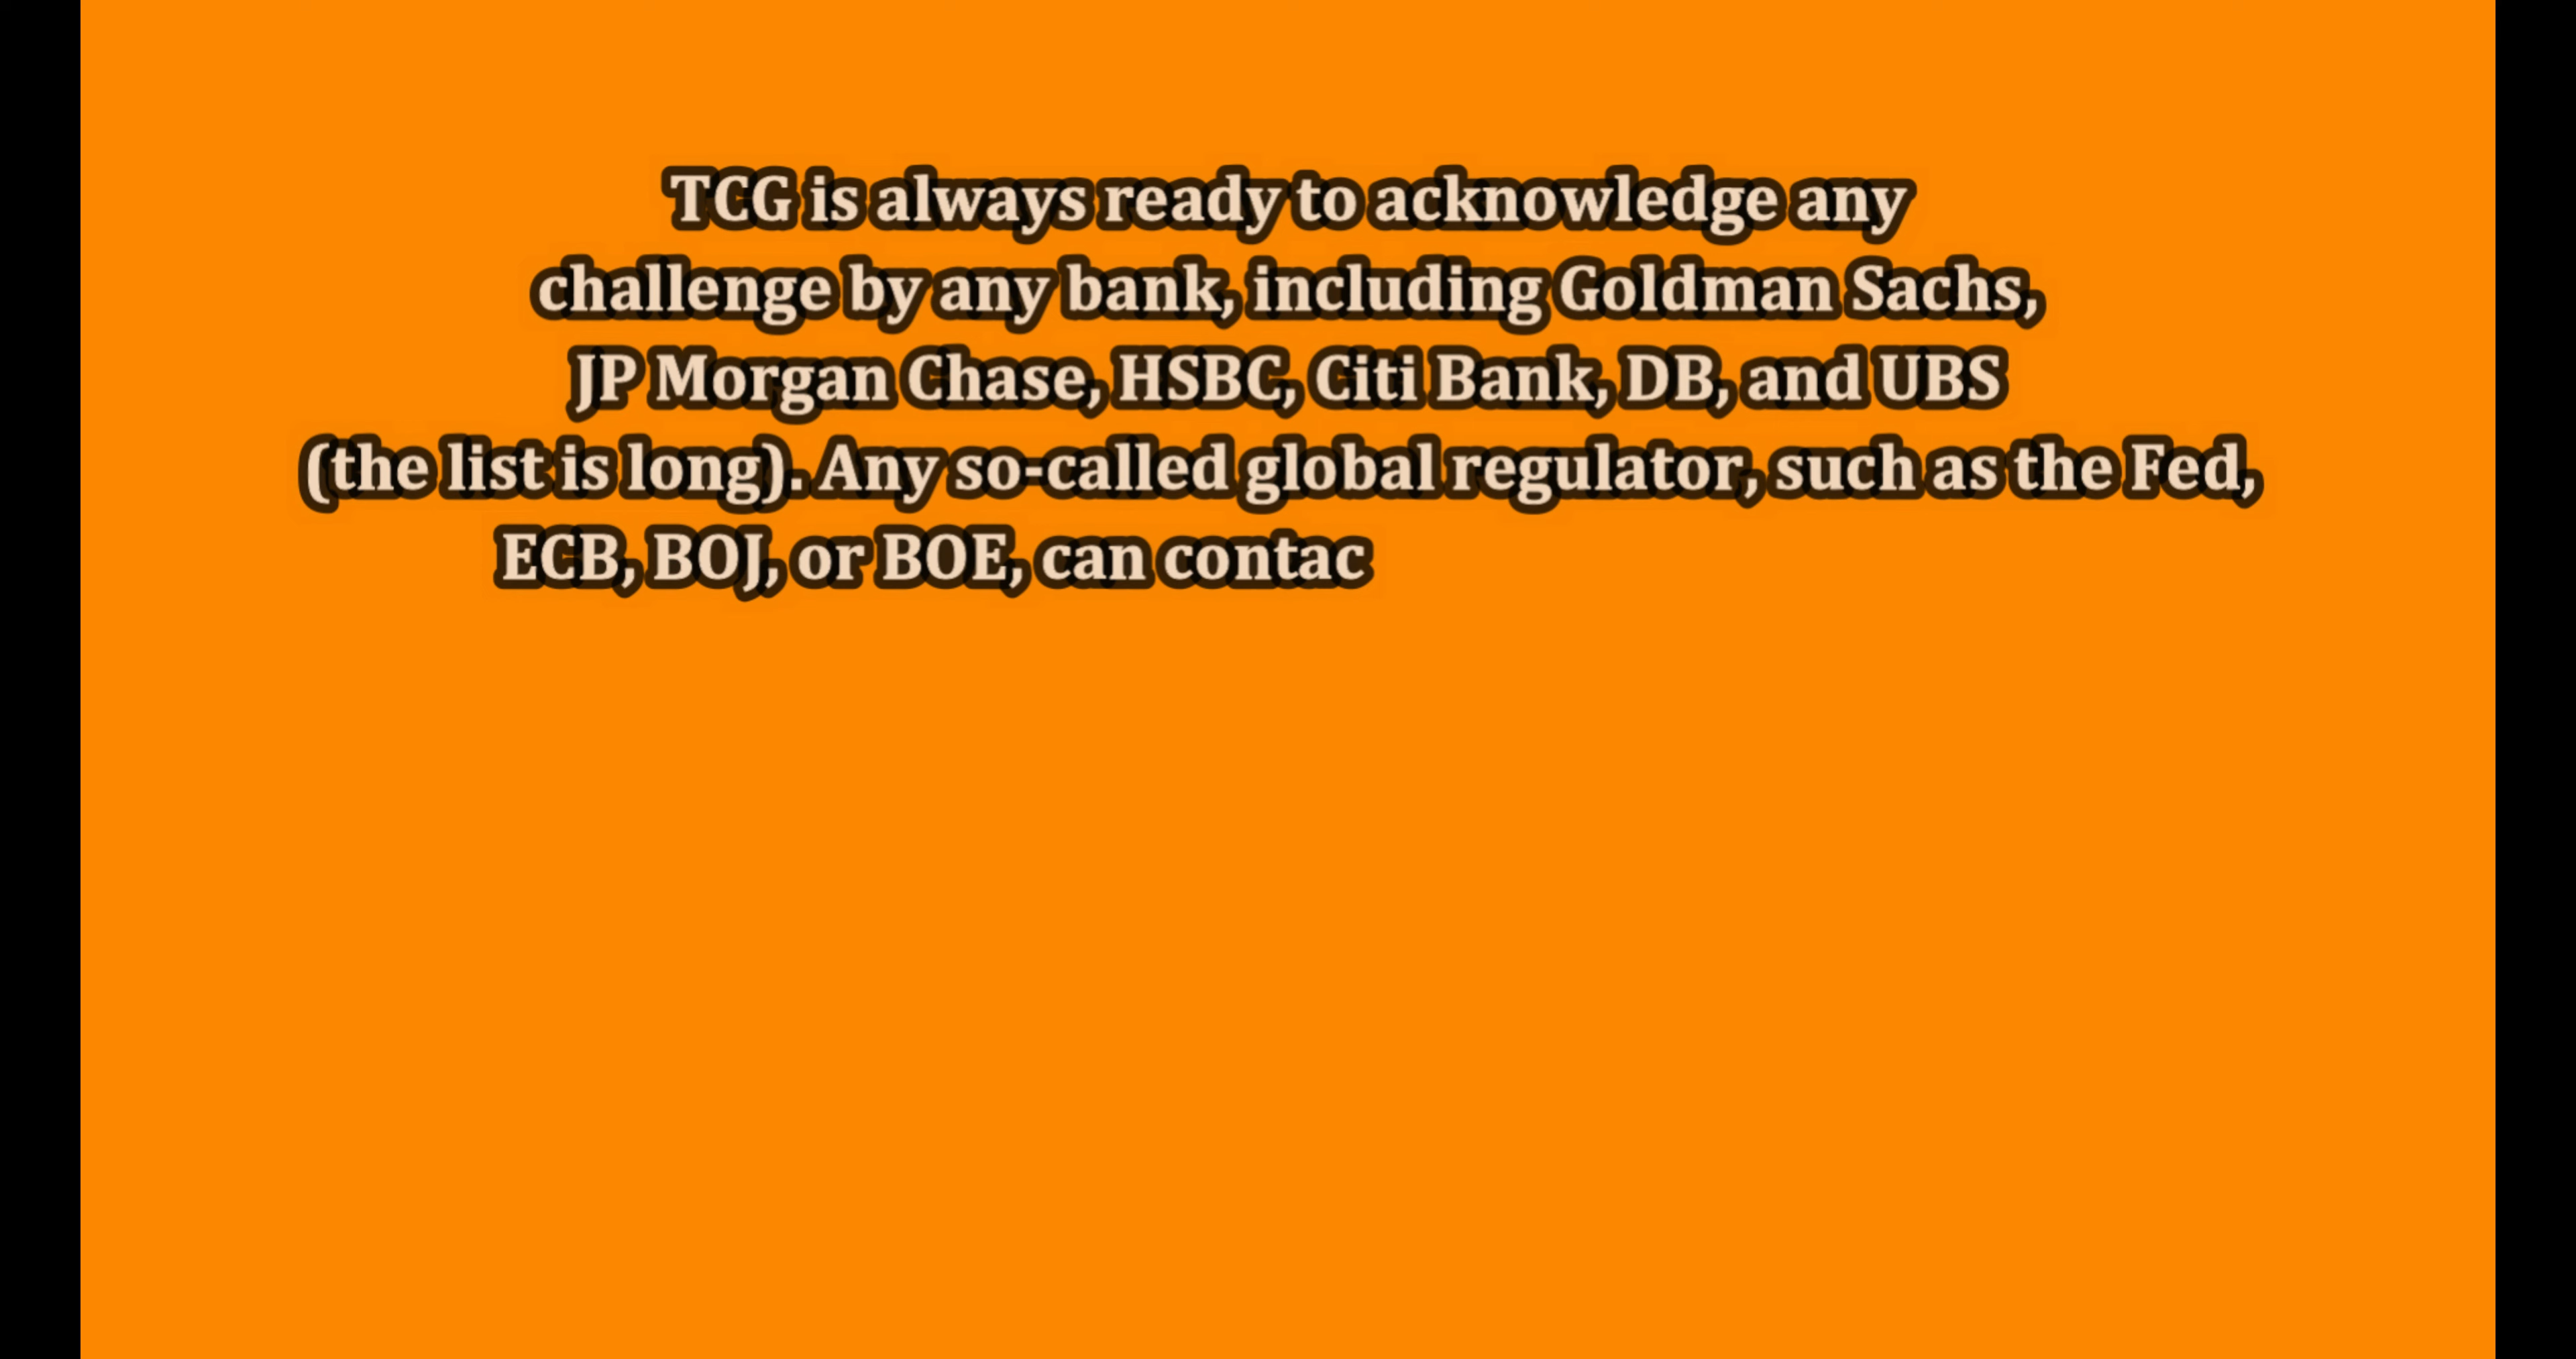 TCG is always ready to acknowledge any
challenge by any bank, including Goldman Sachs,
JP Morgan Chase, HSBC, Citi Bank, DB, and UBS
(the list is long). Any so-called global regulator, such as the Fed,
ECB, BOJ, or BOE, can contac